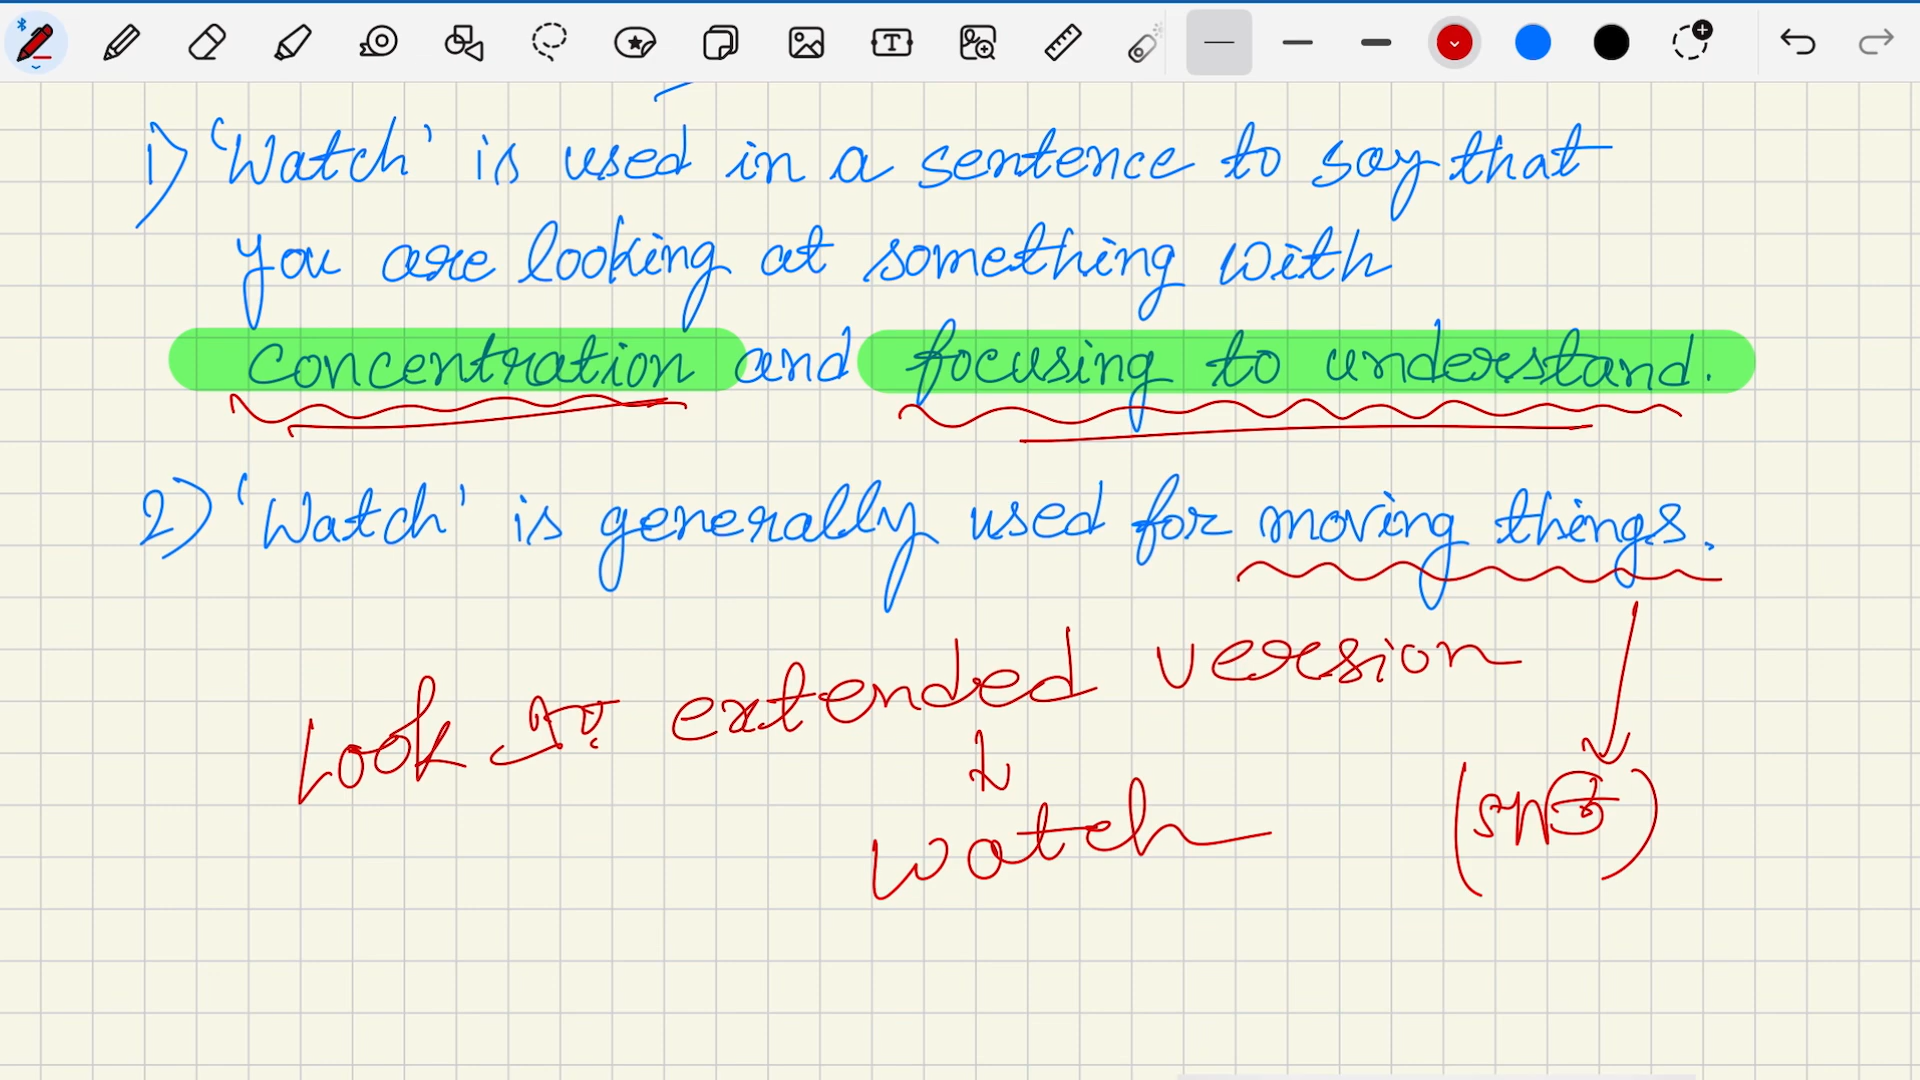 1) 'Watch' is used in a sentence to say that
you are looking at something with
concentration and focusing to understand.
2) 'Watch' is generally used for moving things.
Look এর extended version
watch